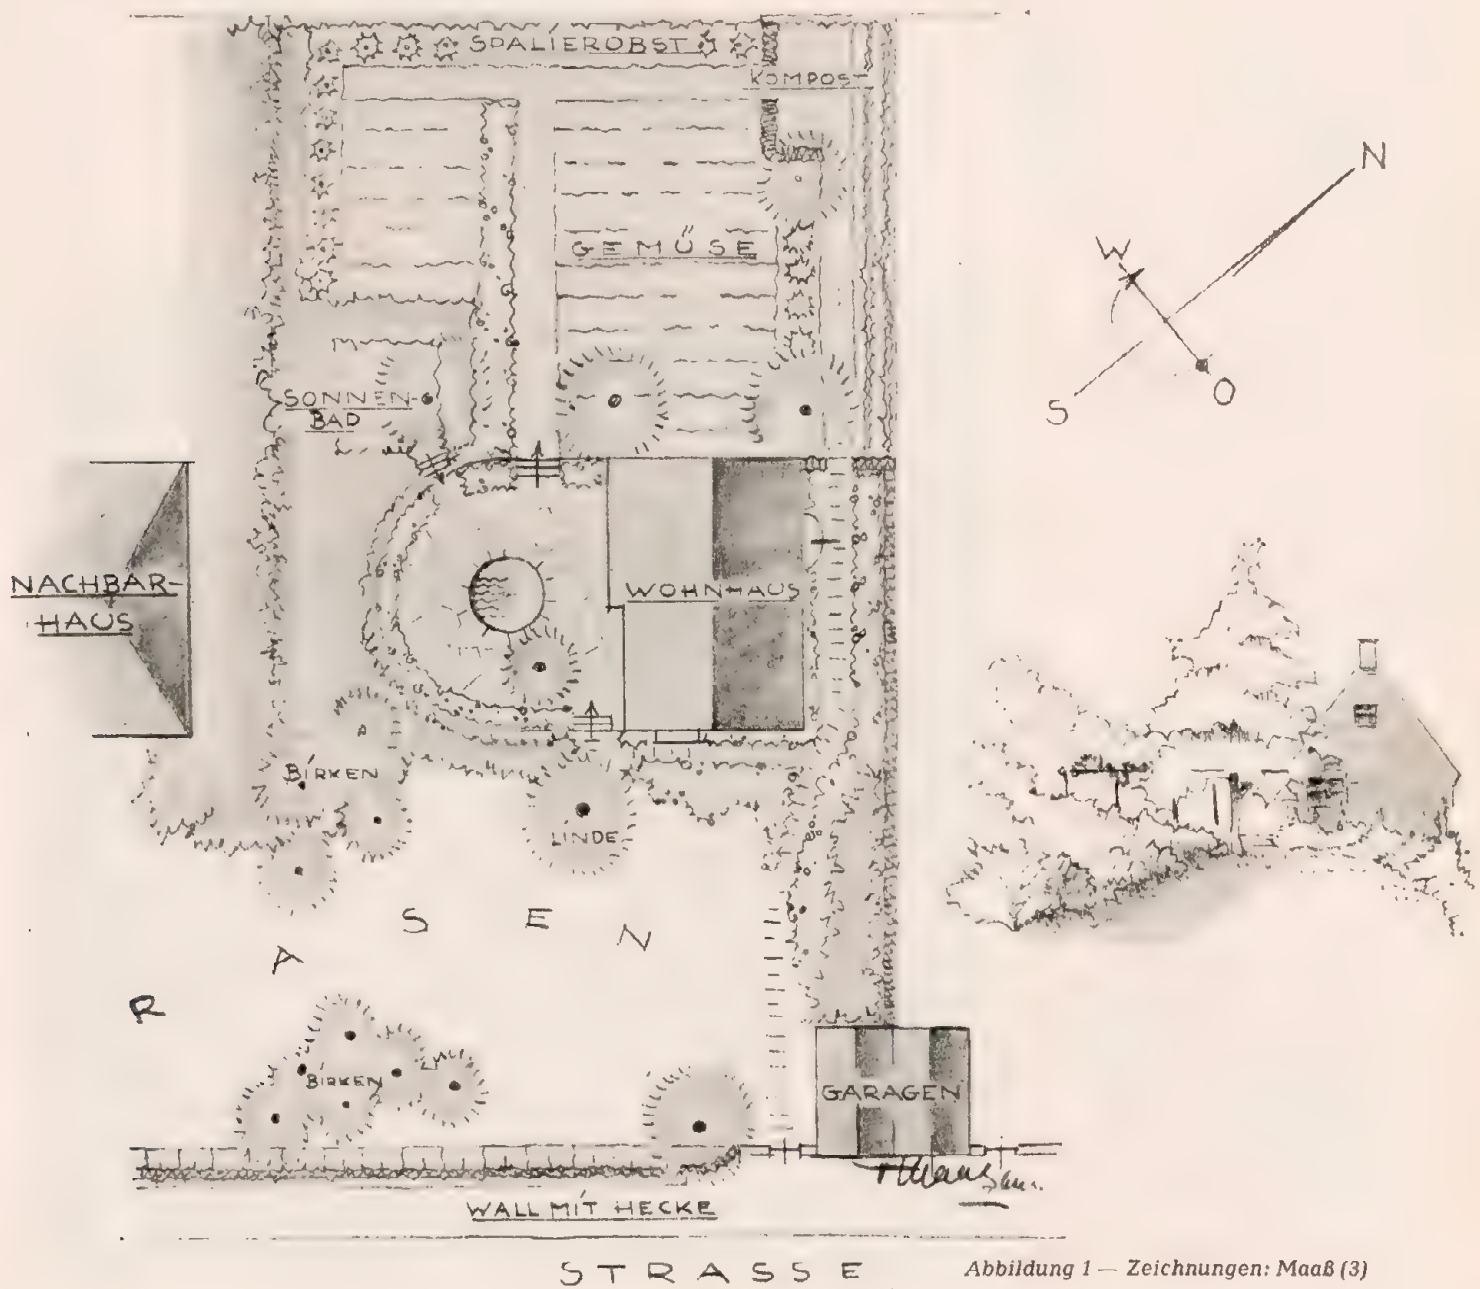 SPALIEROBST
KOMPOST
N
W
GEMÜSE
S
O
SONNEN-
BAD
NACHBAR-
HAUS
WOHNHAUS
BIRKEN
LINDE
RASEN
BIRKEN
GARAGEN
WALL MIT HECKE
STRASSE
Abbildung 1 — Zeichnungen: Maaß (3)